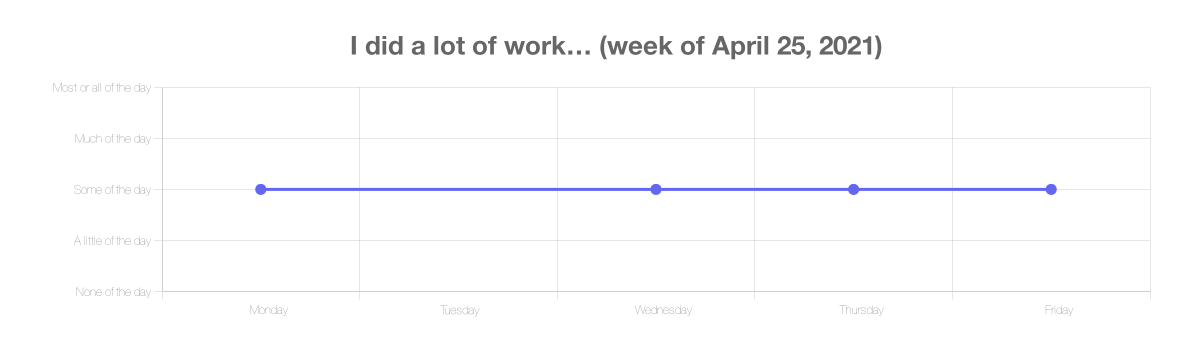 I did a lot of work… (week of April 25, 2021)
Most or all of the day
Much of the day
Some of the day
A little of the day
None of the day
Monday Tuesday Wednesday Thursday Friday